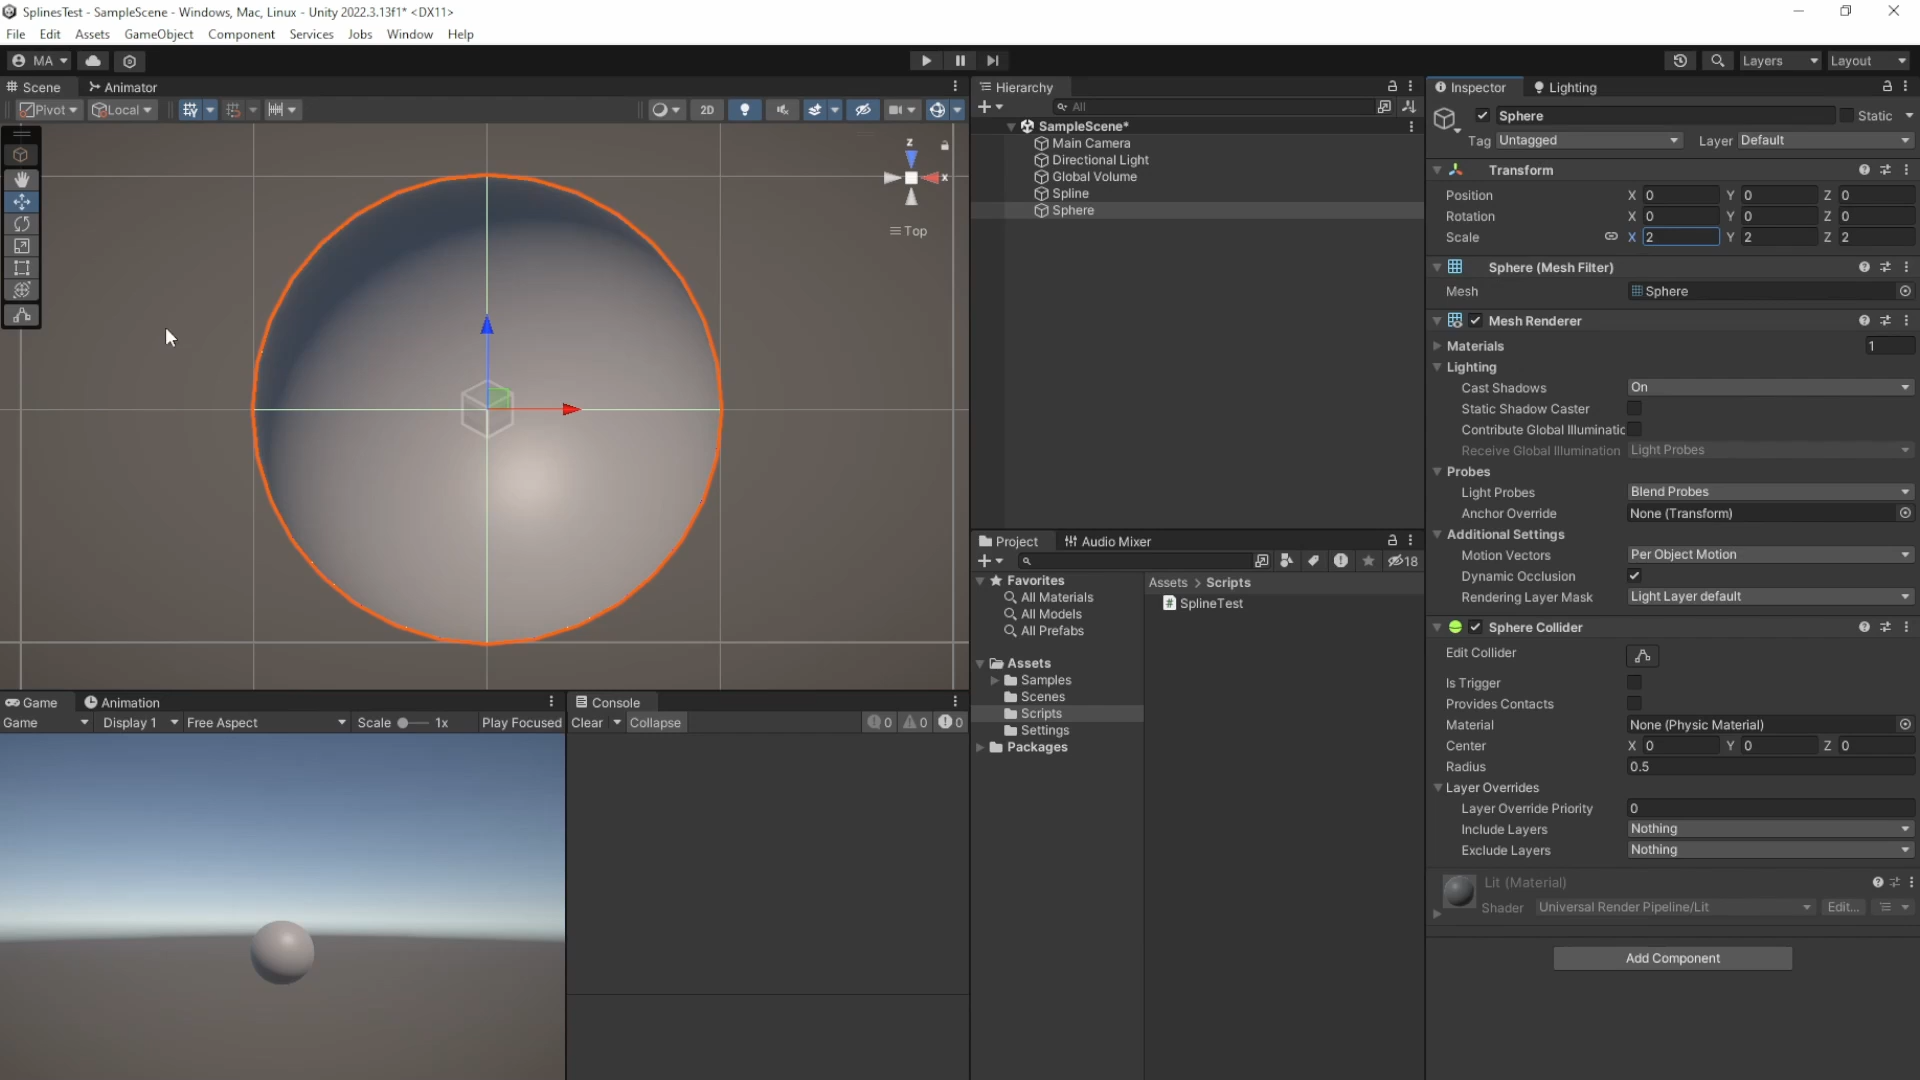 SplinesTest - SampleScene - Windows, Mac, Linux - Unity 2022.3.13f1* <DX11>
File Edit Assets GameObject Component Services Jobs Window Help
MA Layers Layout
Scene Animator
Pivot Local 2D
z
x
Top
Hierarchy
All
SampleScene*
Main Camera
Directional Light
Global Volume
Spline
Sphere
Game Animation
Game Display 1 Free Aspect Scale 1x Play Focused
Console
Clear Collapse 0 0 0
Project Audio Mixer
18
Favorites
All Materials
All Models
All Prefabs
Assets
Samples
Scenes
Scripts
Settings
Packages
Assets > Scripts
SplineTest
Inspector Lighting
Sphere Static
Tag Untagged Layer Default
Transform
Position X 0 Y 0 Z 0
Rotation X 0 Y 0 Z 0
Scale X 2 Y 2 Z 2
Sphere (Mesh Filter)
Mesh Sphere
Mesh Renderer
Materials 1
Lighting
Cast Shadows On
Static Shadow Caster
Contribute Global Illuminatic
Receive Global Illumination Light Probes
Probes
Light Probes Blend Probes
Anchor Override None (Transform)
Additional Settings
Motion Vectors Per Object Motion
Dynamic Occlusion
Rendering Layer Mask Light Layer default
Sphere Collider
Edit Collider
Is Trigger
Provides Contacts
Material None (Physic Material)
Center X 0 Y 0 Z 0
Radius 0.5
Layer Overrides
Layer Override Priority 0
Include Layers Nothing
Exclude Layers Nothing
Lit (Material)
Shader Universal Render Pipeline/Lit Edit...
Add Component